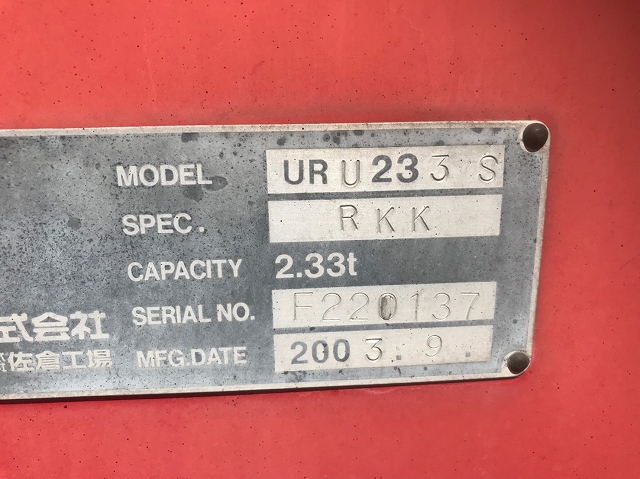 MODEL URU233S
SPEC. RKK
CAPACITY 2.33t
式会社 SERIAL NO. F220137
佐倉工場 MFG.DATE 2003.9.